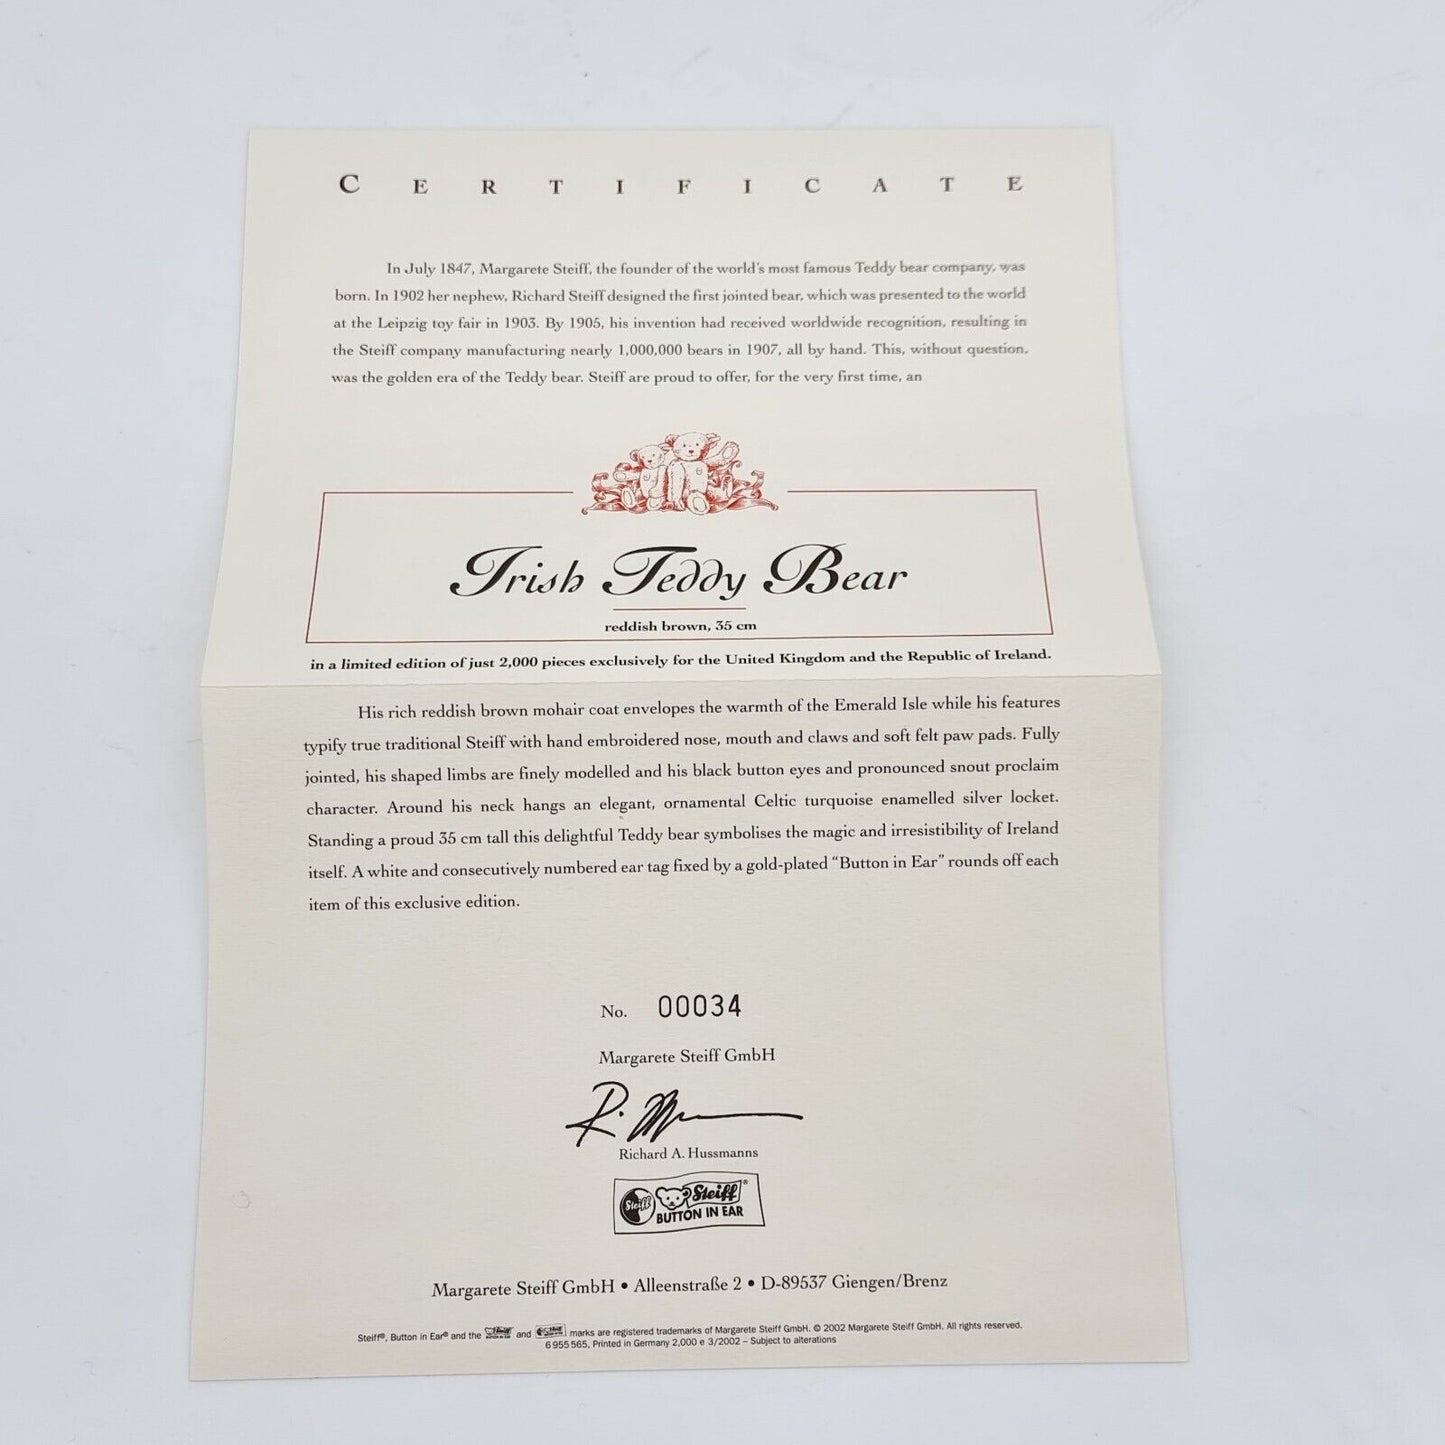 CERTIFICATE
In July 1847, Margarete Steiff, the founder of the world's most famous Teddy bear company, was
born. In 1902 her nephew, Richard Steiff designed the first jointed bear, which was presented to the world
at the Leipzig toy fair in 1903. By 1905, his invention had received worldwide recognition, resulting in
the Steiff company manufacturing nearly 1,000,000 bears in 1907, all by hand. This, without question,
was the golden era of the Teddy bear. Steiff are proud to offer, for the very first time, an
Irish Teddy Bear
reddish brown, 35 cm
in a limited edition of just 2,000 pieces exclusively for the United Kingdom and the Republic of Ireland.
His rich reddish brown mohair coat envelopes the warmth of the Emerald Isle while his features
typify true traditional Steiff with hand embroidered nose, mouth and claws and soft felt paw pads. Fully
jointed, his shaped limbs are finely modelled and his black button eyes and pronounced snout proclaim
character. Around his neck hangs an elegant, ornamental Celtic turquoise enamelled silver locket.
Standing a proud 35 cm tall this delightful Teddy bear symbolises the magic and irresistibility of Ireland
itself. A white and consecutively numbered ear tag fixed by a gold-plated “Button in Ear” rounds off each
item of this exclusive edition.
No. 00034
Margarete Steiff GmbH
Richard A. Hussmanns
Steiff Steiff®
BUTTON IN EAR
Margarete Steiff GmbH • Alleenstraße 2 • D-89537 Giengen/Brenz
Steiff®, Button in Ear® and the and marks are registered trademarks of Margarete Steiff GmbH. © 2002 Margarete Steiff GmbH. All rights reserved.
6 955 565, Printed in Germany 2,000 e 3/2002 – Subject to alterations